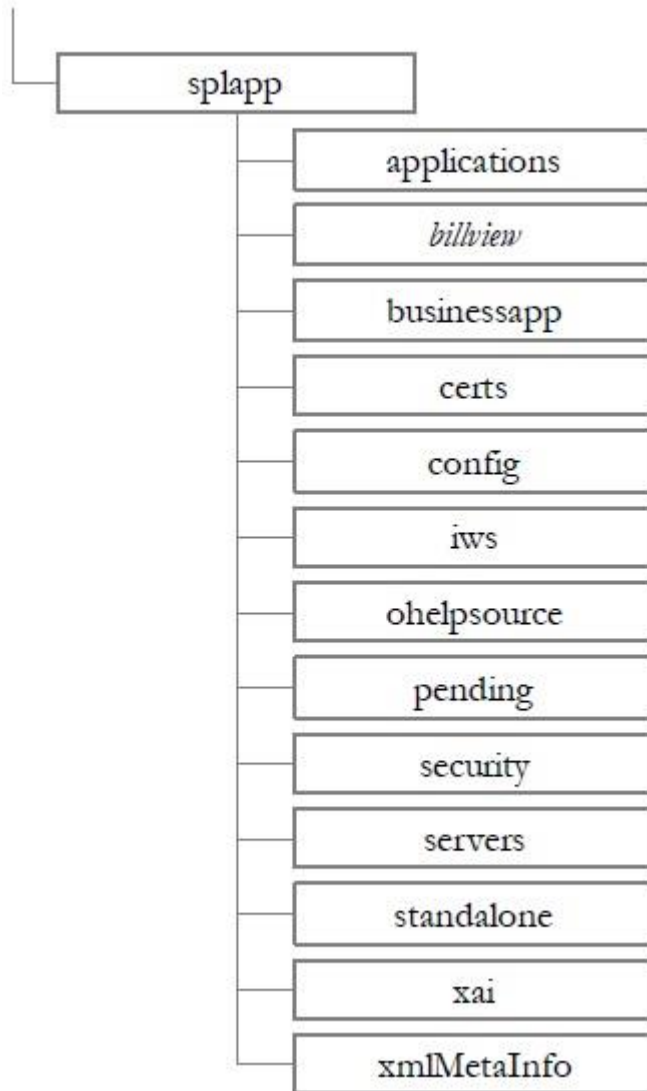 splapp
applications
billview
businessapp
certs
config
iws
ohelpsource
pending
security
servers
standalone
xai
xmlMetaInfo